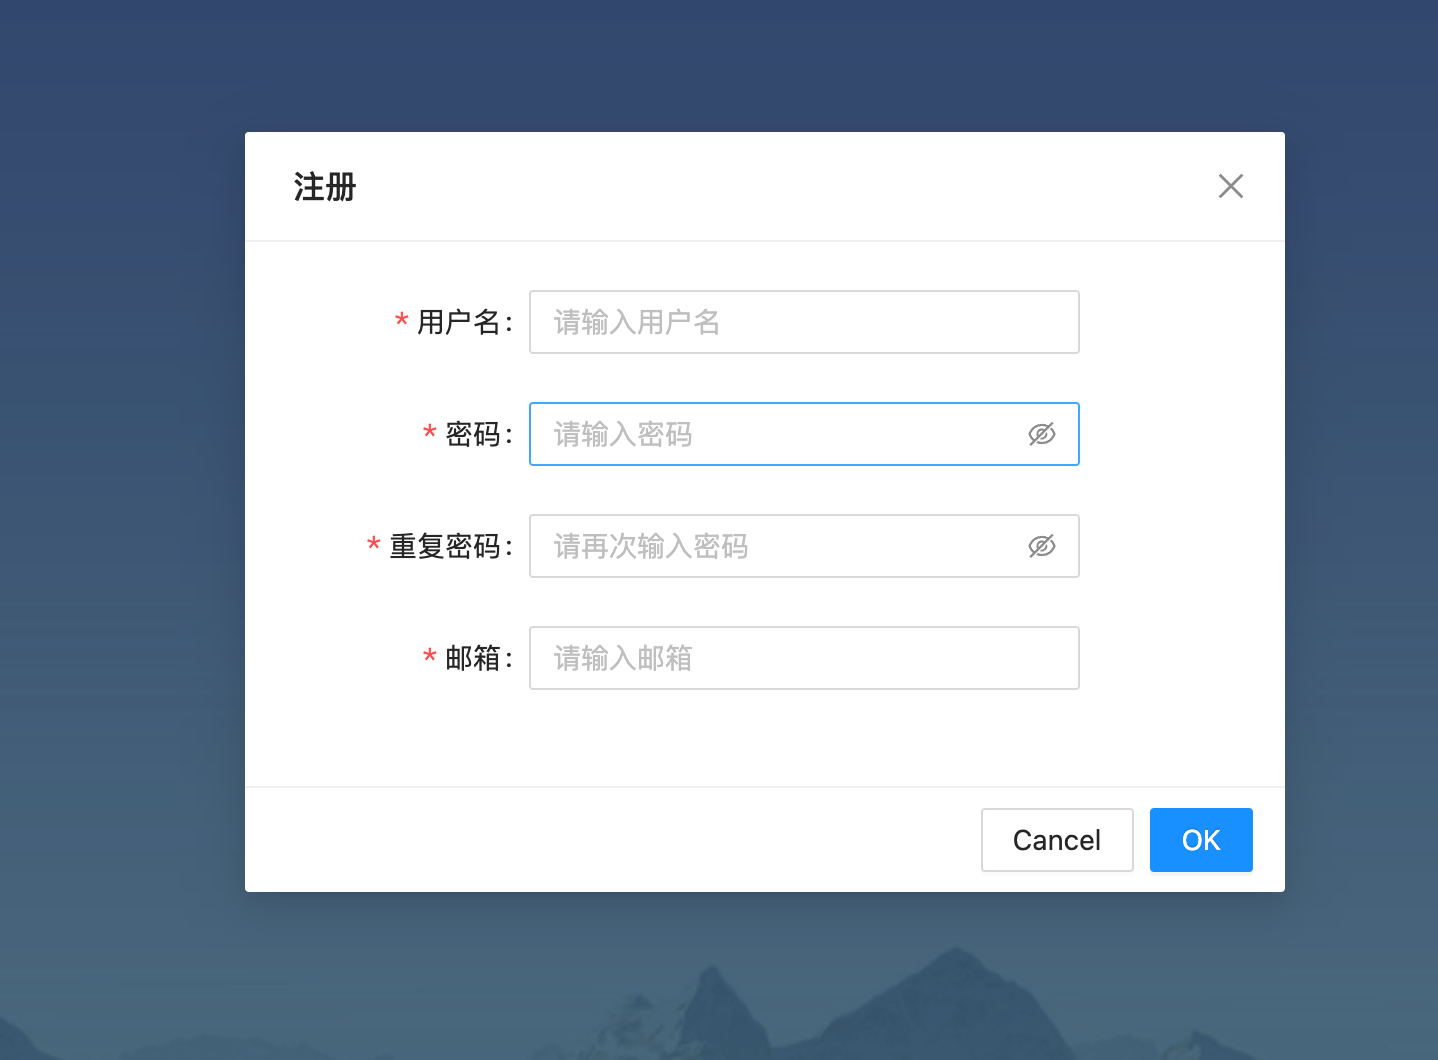 注册
* 用户名: 请输入用户名
* 密码: 请输入密码
* 重复密码: 请再次输入密码
* 邮箱: 请输入邮箱
Cancel OK